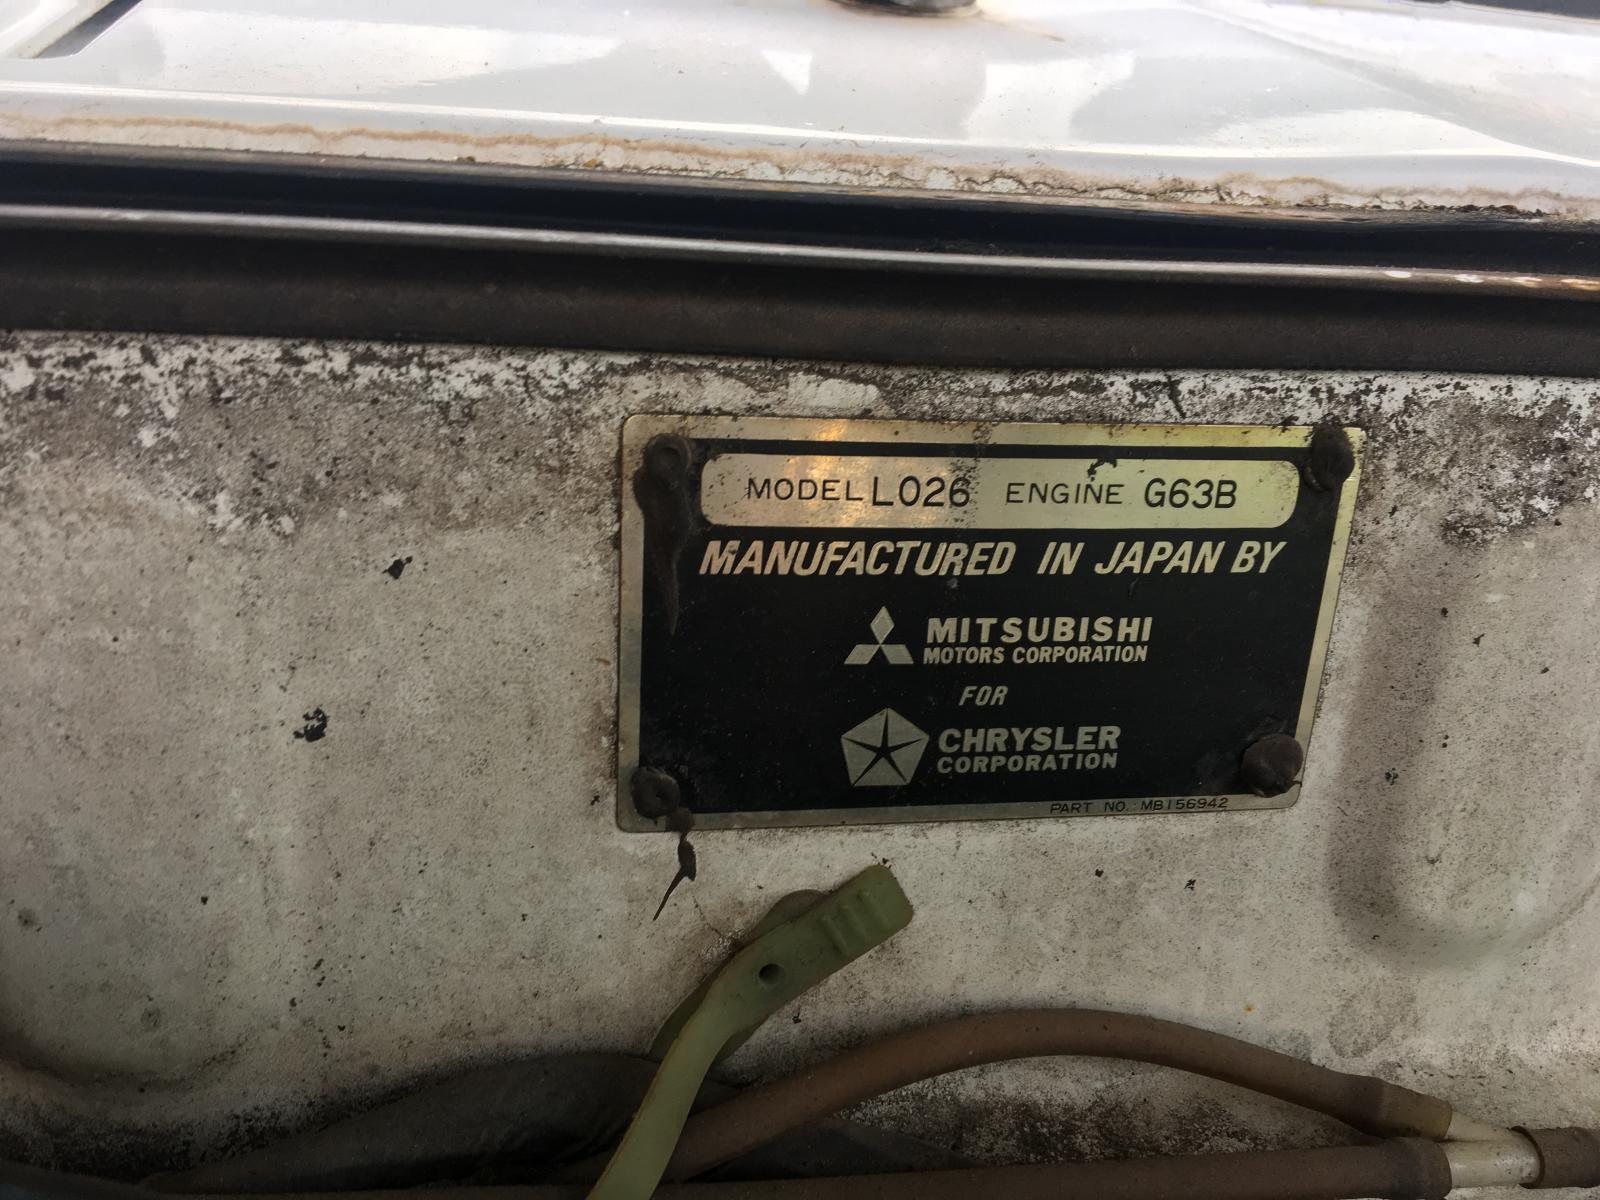 MODEL L026 ENGINE G63B
MANUFACTURED IN JAPAN BY
MITSUBISHI
MOTORS CORPORATION
FOR
CHRYSLER
CORPORATION
PART NO. MB156942